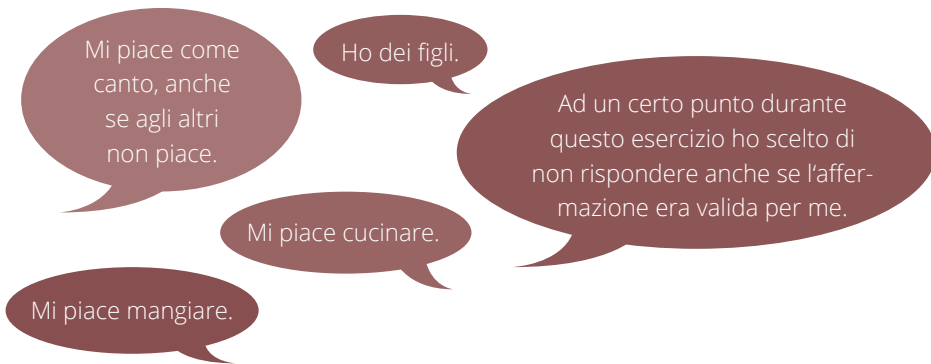 Mi piace come
canto, anche
se agli altri
non piace.
Ho dei figli.
Ad un certo punto durante
questo esercizio ho scelto di
non rispondere anche se l‘affer-
mazione era valida per me.
Mi piace cucinare.
Mi piace mangiare.